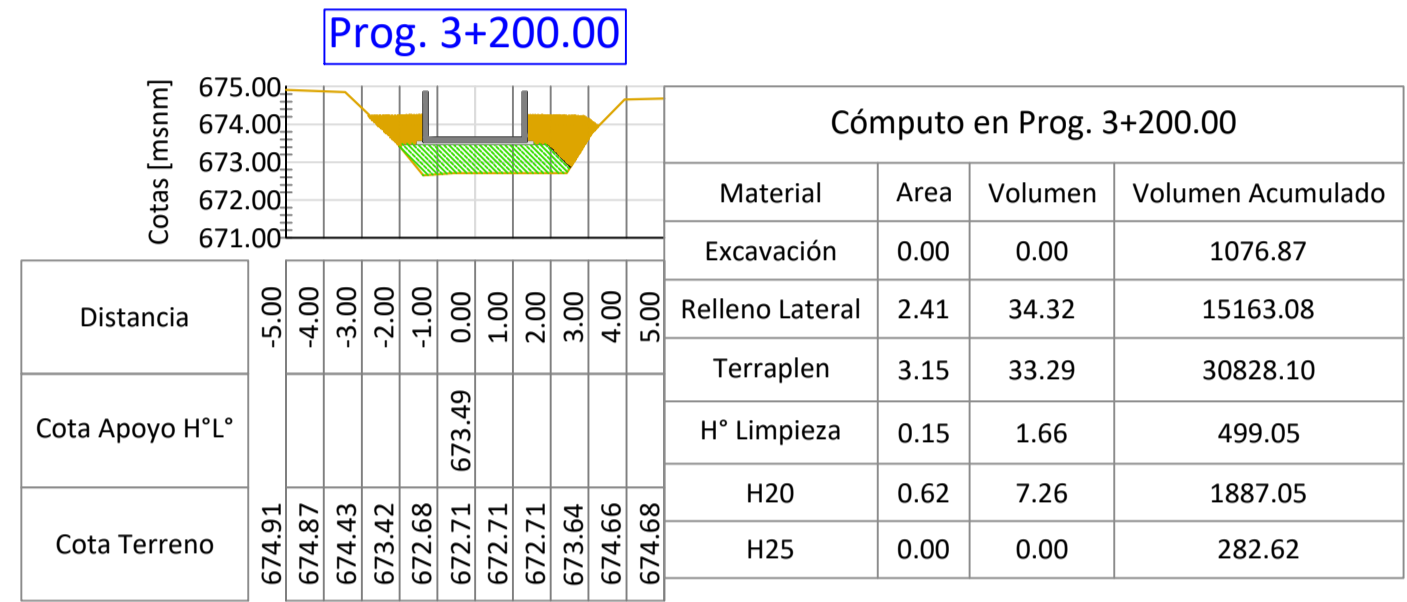 Prog. 3+200.00
Cotas [msnm]
675.00
674.00
673.00
672.00
671.00
Distancia -5.00 -4.00 -3.00 -2.00 -1.00 0.00 1.00 2.00 3.00 4.00 5.00
Cota Apoyo H°L° 673.49
Cota Terreno 674.91 674.87 674.43 673.42 672.68 672.71 672.71 672.71 673.64 674.66 674.68
Cómputo en Prog. 3+200.00
Material Area Volumen Volumen Acumulado
Excavación 0.00 0.00 1076.87
Relleno Lateral 2.41 34.32 15163.08
Terraplen 3.15 33.29 30828.10
H° Limpieza 0.15 1.66 499.05
H20 0.62 7.26 1887.05
H25 0.00 0.00 282.62